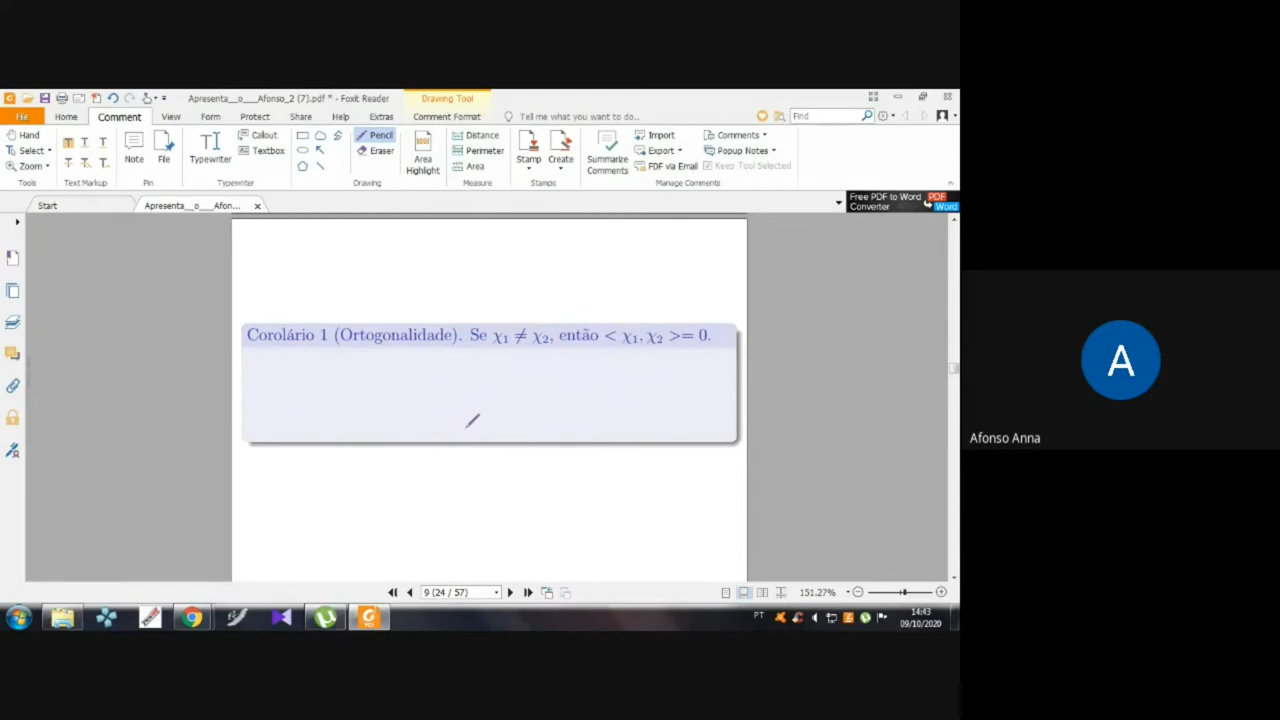 Apresenta__o___Afonso_2 (7).pdf * - Foxit Reader
Drawing Tool
File Home Comment View Form Protect Share Help Extras Comment Format Tell me what you want to do.. Find
Hand
Select
Zoom
Tools
Text Markup
Note
File
Pin
Typewriter
Callout
Textbox
Typewriter
Pencil
Eraser
Drawing
Area Highlight
Distance
Perimeter
Area
Measure
Stamp
Create
Stamps
Summarize Comments
Import
Export
FDF via Email
Comments
Popup Notes
Keep Tool Selected
Manage Comments
Start
Apresenta__o___Afon...
Free PDF to Word Converter
PDF
Word
Corolário 1 (Ortogonalidade). Se χ₁ ≠ χ₂, então < χ₁, χ₂ >= 0.
A
Afonso Anna
9 (24 / 57)
151.27%
PT
14:43
09/10/2020